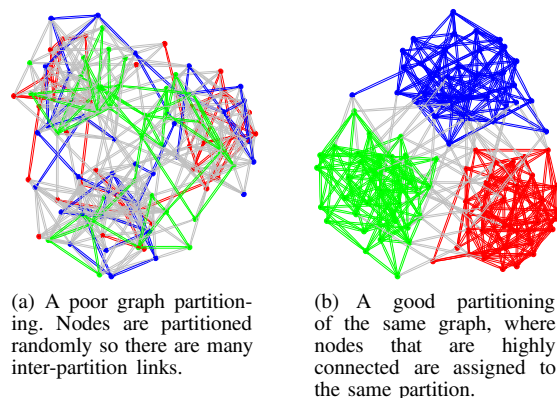 (a) A poor graph partition-
ing. Nodes are partitioned
randomly so there are many
inter-partition links.
(b) A good partitioning
of the same graph, where
nodes that are highly
connected are assigned to
the same partition.